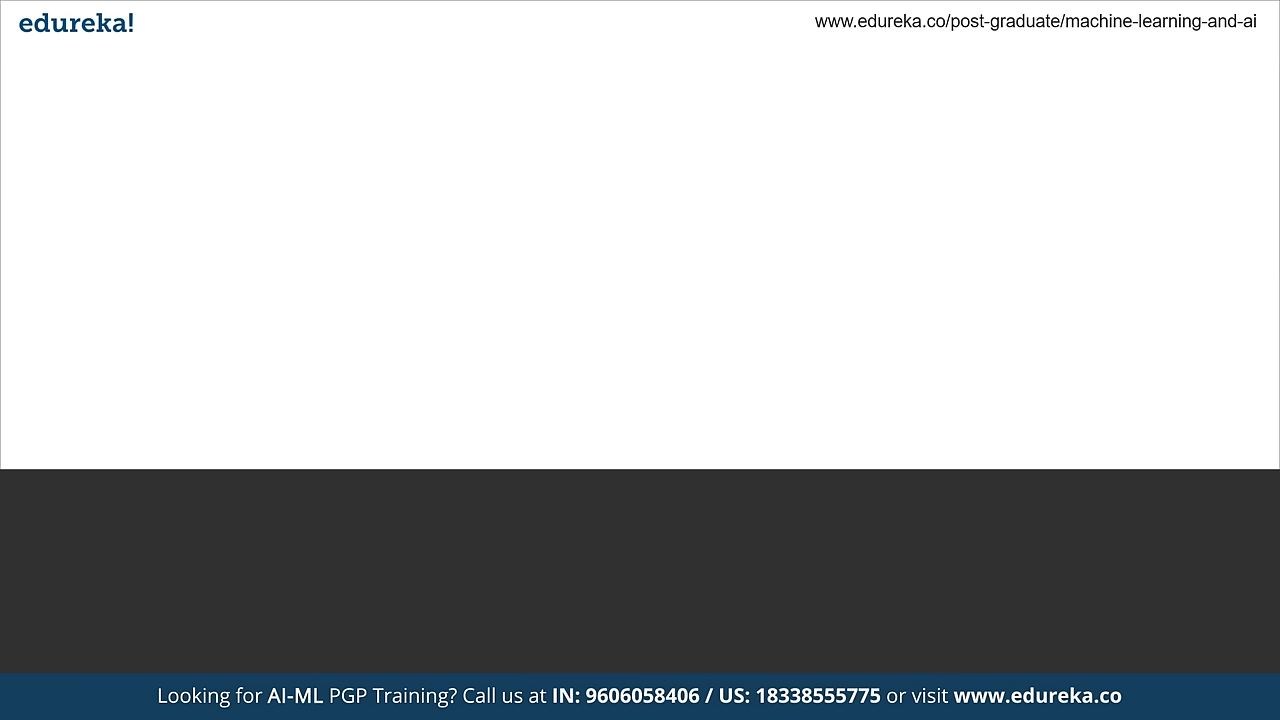 edureka!
www.edureka.co/post-graduate/machine-learning-and-ai
Looking for AI-ML PGP Training? Call us at IN: 9606058406 / US: 18338555775 or visit www.edureka.co